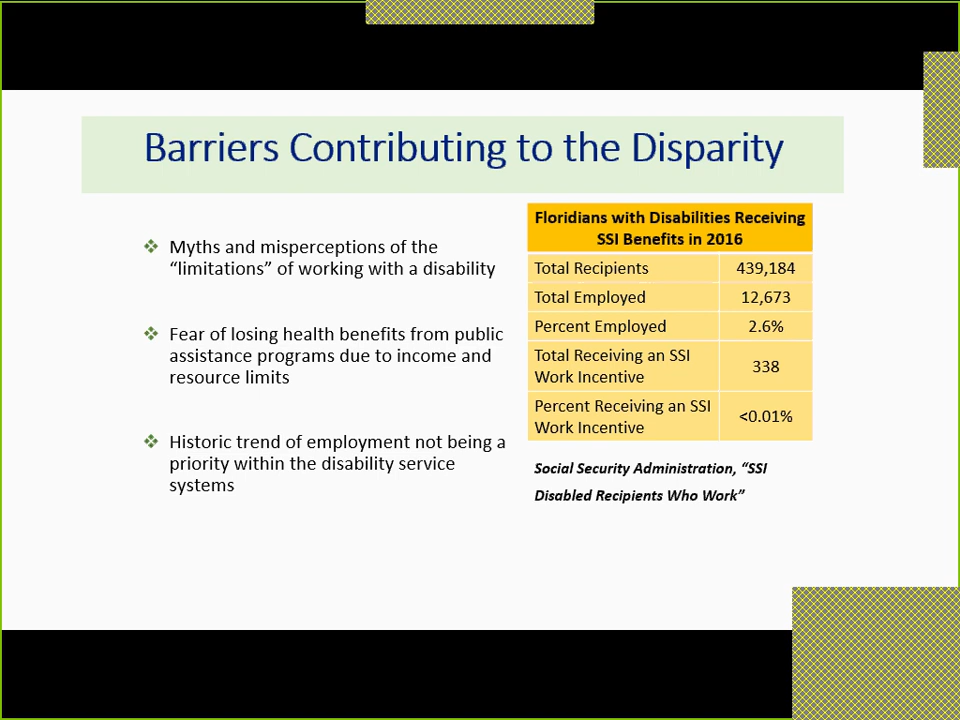 Barriers Contributing to the Disparity
❖ Myths and misperceptions of the
“limitations” of working with a disability
❖ Fear of losing health benefits from public
assistance programs due to income and
resource limits
❖ Historic trend of employment not being a
priority within the disability service
systems
Floridians with Disabilities Receiving
SSI Benefits in 2016
Total Recipients 439,184
Total Employed 12,673
Percent Employed 2.6%
Total Receiving an SSI
Work Incentive 338
Percent Receiving an SSI
Work Incentive <0.01%
Social Security Administration, “SSI
Disabled Recipients Who Work”